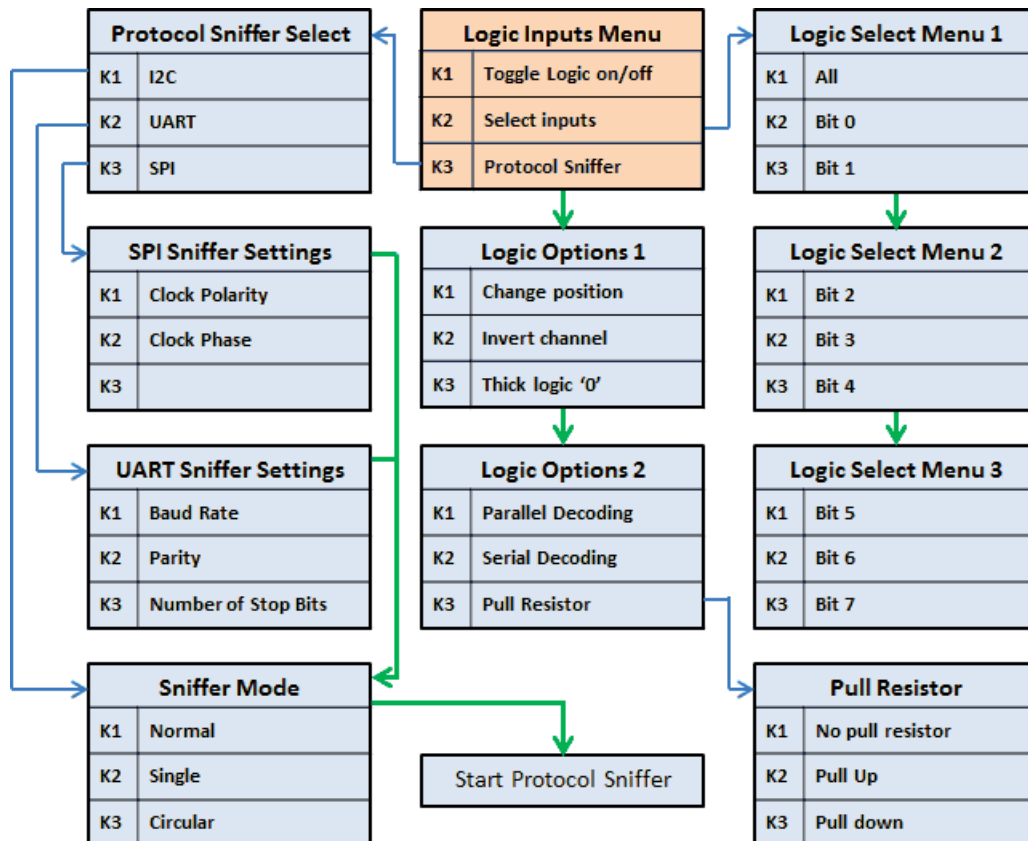 Protocol Sniffer Select
K1 I2C
K2 UART
K3 SPI
Logic Inputs Menu
K1 Toggle Logic on/off
K2 Select inputs
K3 Protocol Sniffer
Logic Select Menu 1
K1 All
K2 Bit 0
K3 Bit 1
SPI Sniffer Settings
K1 Clock Polarity
K2 Clock Phase
K3
Logic Options 1
K1 Change position
K2 Invert channel
K3 Thick logic ‘0’
Logic Select Menu 2
K1 Bit 2
K2 Bit 3
K3 Bit 4
UART Sniffer Settings
K1 Baud Rate
K2 Parity
K3 Number of Stop Bits
Logic Options 2
K1 Parallel Decoding
K2 Serial Decoding
K3 Pull Resistor
Logic Select Menu 3
K1 Bit 5
K2 Bit 6
K3 Bit 7
Sniffer Mode
K1 Normal
K2 Single
K3 Circular
Start Protocol Sniffer
Pull Resistor
K1 No pull resistor
K2 Pull Up
K3 Pull down